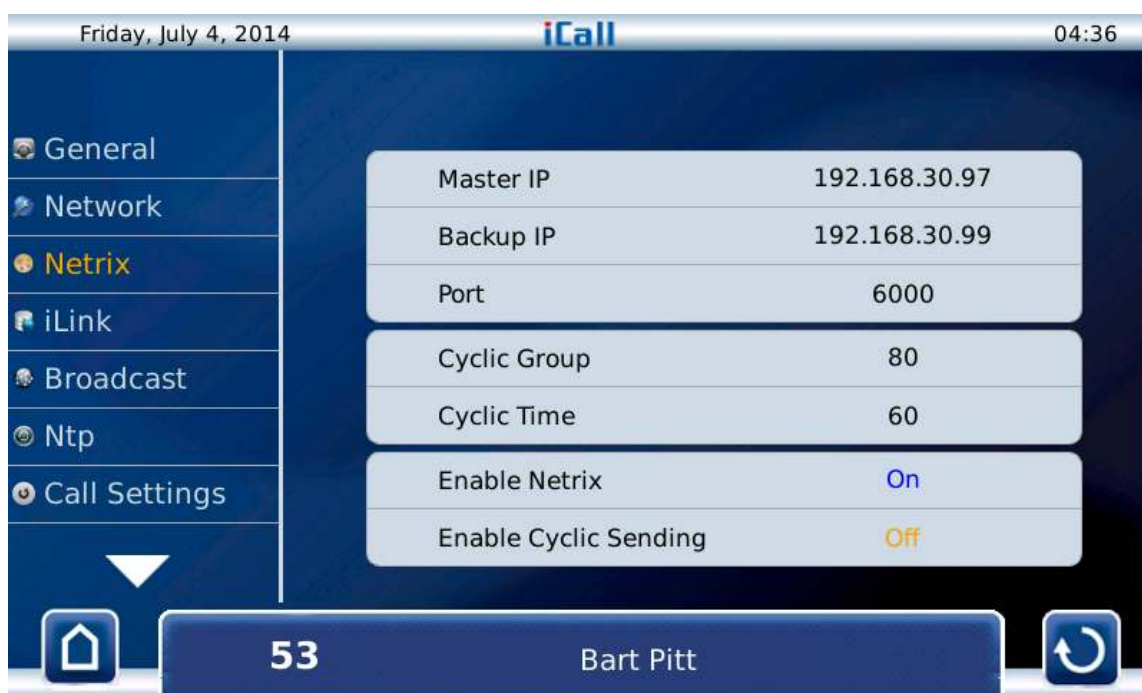 Friday, July 4, 2014
iCall
04:36
General
Network
Netrix
iLink
Broadcast
Ntp
Call Settings
Master IP 192.168.30.97
Backup IP 192.168.30.99
Port 6000
Cyclic Group 80
Cyclic Time 60
Enable Netrix On
Enable Cyclic Sending Off
53 Bart Pitt